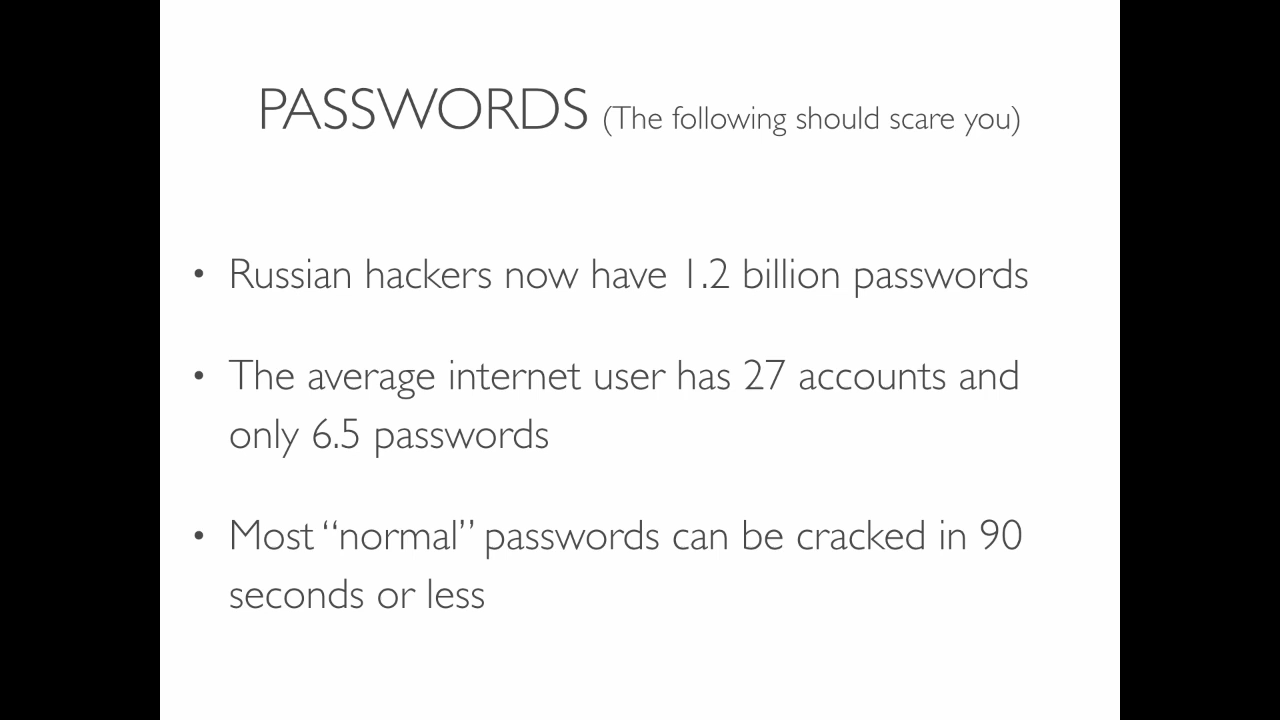 PASSWORDS (The following should scare you)
• Russian hackers now have 1.2 billion passwords
• The average internet user has 27 accounts and
only 6.5 passwords
• Most “normal” passwords can be cracked in 90
seconds or less